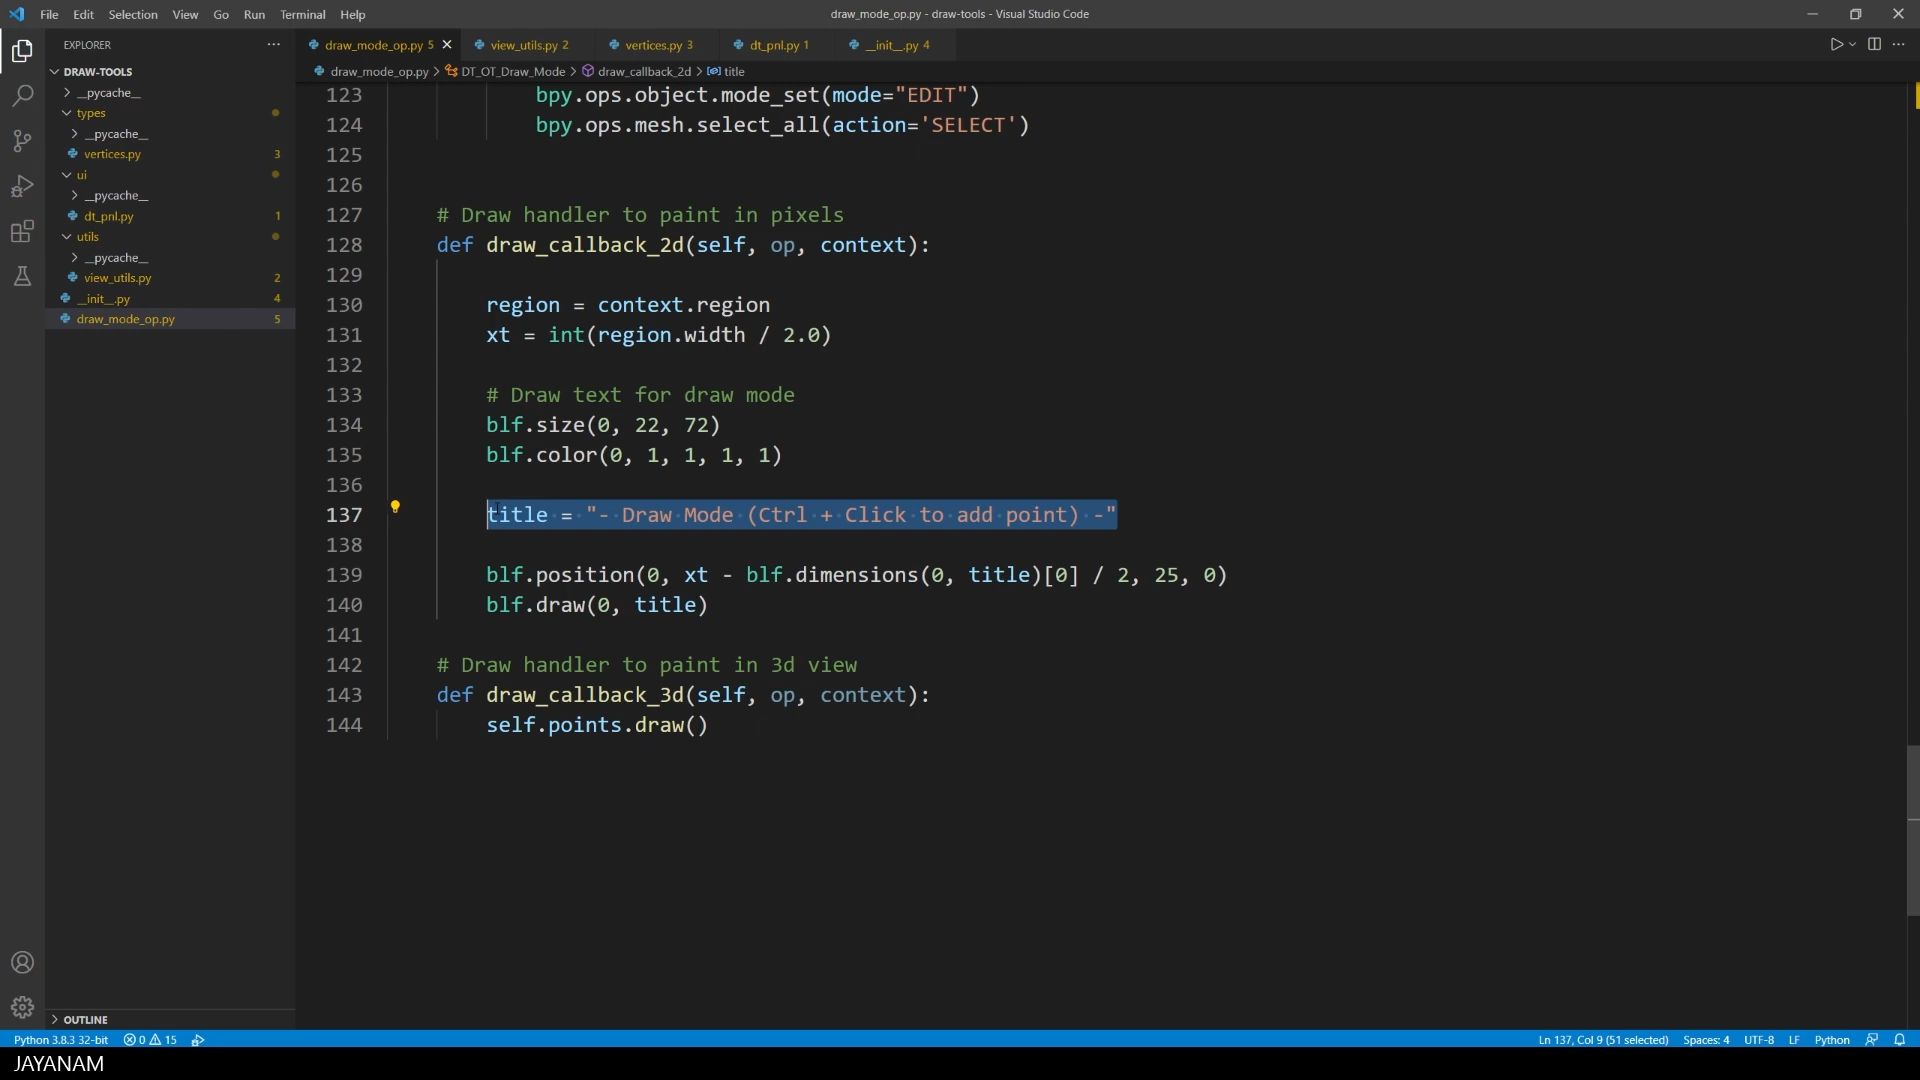 File Edit Selection View Go Run Terminal Help draw_mode_op.py - draw-tools - Visual Studio Code
EXPLORER
draw_mode_op.py 5 view_utils.py 2 vertices.py 3 dt_pnl.py 1 __init__.py 4
DRAW-TOOLS
draw_mode_op.py > DT_OT_Draw_Mode > draw_callback_2d > title
__pycache__
types
__pycache__
vertices.py 3
ui
__pycache__
dt_pnl.py 1
utils
__pycache__
view_utils.py 2
__init__.py 4
draw_mode_op.py 5
OUTLINE
123 bpy.ops.object.mode_set(mode="EDIT")
124 bpy.ops.mesh.select_all(action='SELECT')
125
126
127 # Draw handler to paint in pixels
128 def draw_callback_2d(self, op, context):
129
130 region = context.region
131 xt = int(region.width / 2.0)
132
133 # Draw text for draw mode
134 blf.size(0, 22, 72)
135 blf.color(0, 1, 1, 1, 1)
136
137 title = "- Draw Mode (Ctrl + Click to add point) -"
138
139 blf.position(0, xt - blf.dimensions(0, title)[0] / 2, 25, 0)
140 blf.draw(0, title)
141
142 # Draw handler to paint in 3d view
143 def draw_callback_3d(self, op, context):
144 self.points.draw()
Python 3.8.3 32-bit 0 15 Ln 137, Col 9 (51 selected) Spaces: 4 UTF-8 LF Python
JAYANAM